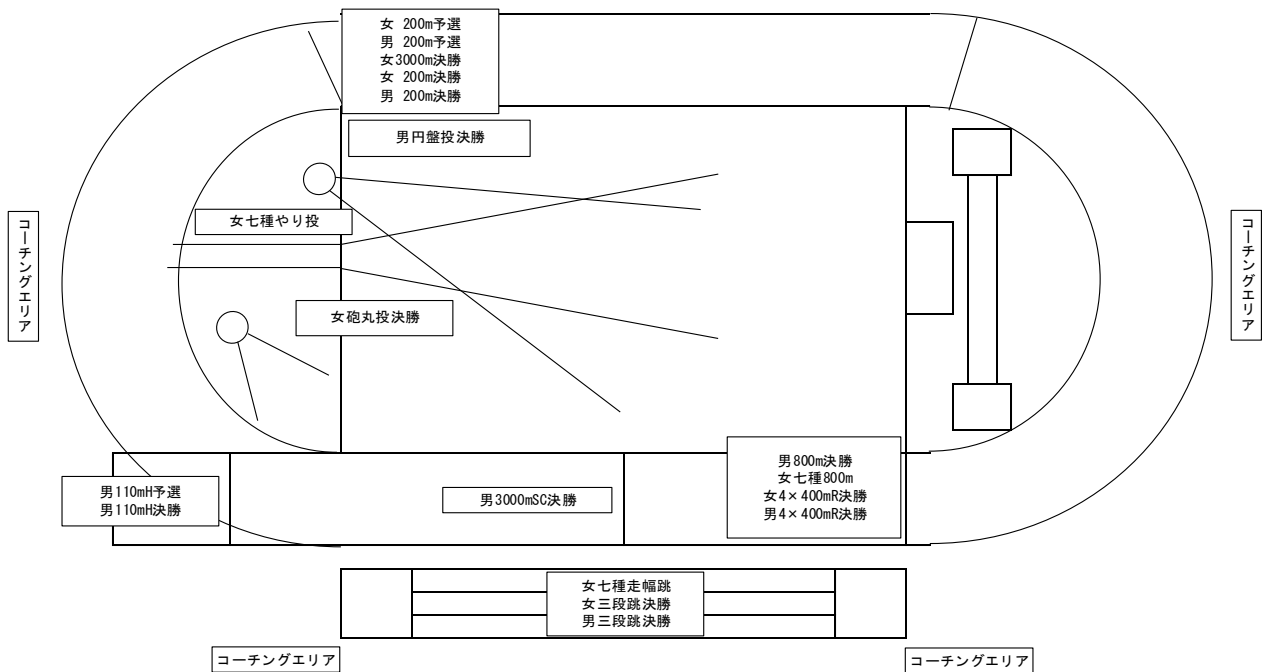 女 200m予選
男 200m予選
女3000m決勝
女 200m決勝
男 200m決勝
男円盤投決勝
女七種やり投
コーチングエリア
コーチングエリア
女砲丸投決勝
男110mH予選
男110mH決勝
男3000mSC決勝
男800m決勝
女七種800m
女4×400mR決勝
男4×400mR決勝
女七種走幅跳
女三段跳決勝
男三段跳決勝
コーチングエリア
コーチングエリア